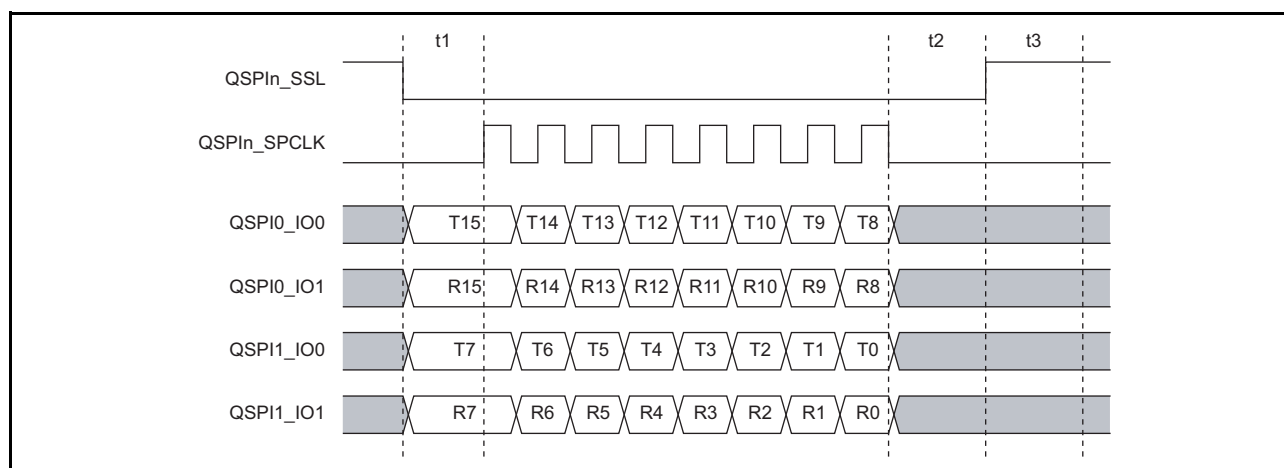 t1 t2 t3
QSPIn_SSL
QSPIn_SPCLK
QSPI0_IO0 T15 T14 T13 T12 T11 T10 T9 T8
QSPI0_IO1 R15 R14 R13 R12 R11 R10 R9 R8
QSPI1_IO0 T7 T6 T5 T4 T3 T2 T1 T0
QSPI1_IO1 R7 R6 R5 R4 R3 R2 R1 R0